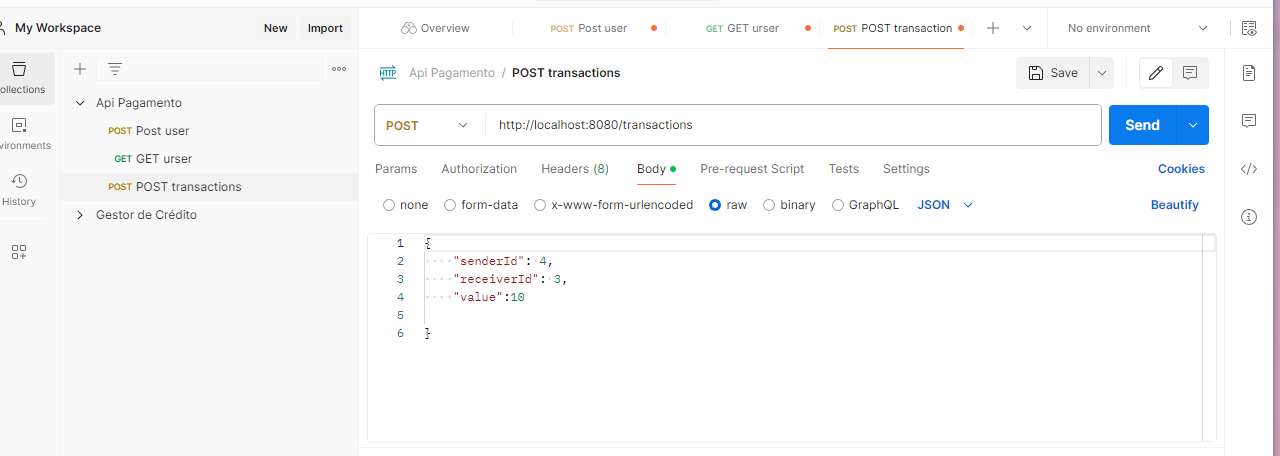 My Workspace
New
Import
Overview
POST Post user
GET GET urser
POST POST transaction
No environment
ollections
vironments
History
Api Pagamento
POST Post user
GET GET urser
POST POST transactions
Gestor de Crédito
HTTP
Api Pagamento / POST transactions
Save
POST
http://localhost:8080/transactions
Send
Params
Authorization
Headers (8)
Body
Pre-request Script
Tests
Settings
Cookies
none
form-data
x-www-form-urlencoded
raw
binary
GraphQL
JSON
Beautify
1 {
2 "senderId": 4,
3 "receiverId": 3,
4 "value":10
5
6 }